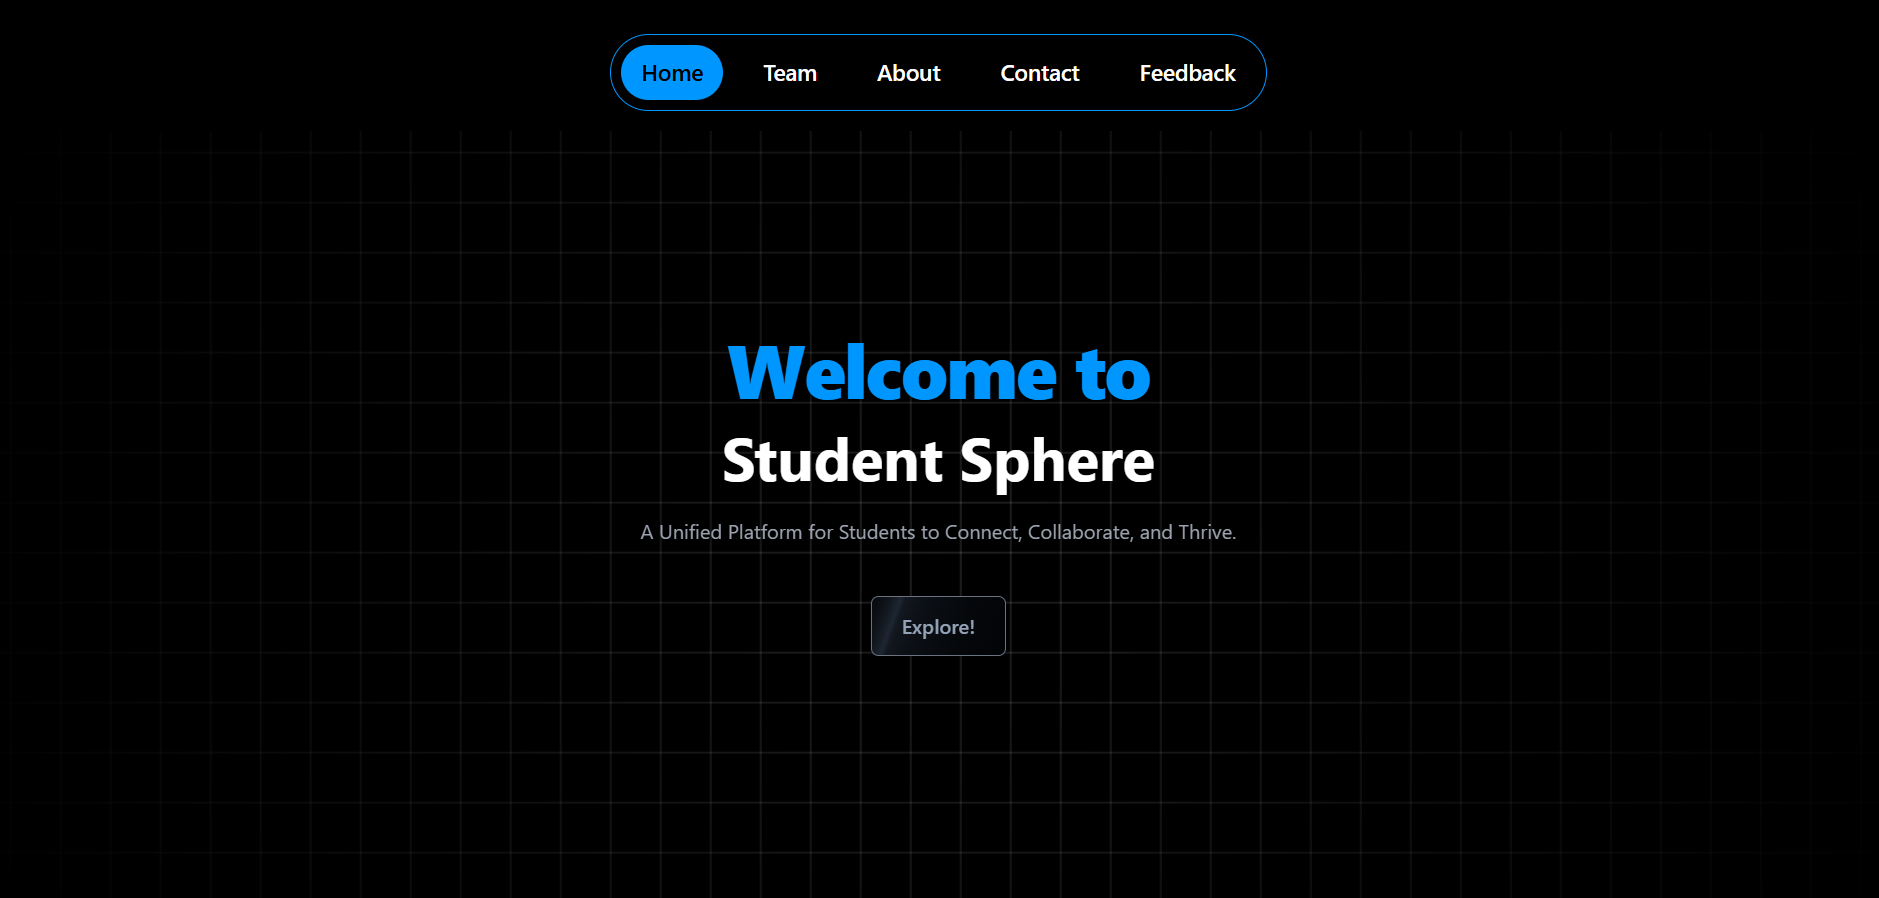 Home Team About Contact Feedback
Welcome to
Student Sphere
A Unified Platform for Students to Connect, Collaborate, and Thrive.
Explore!